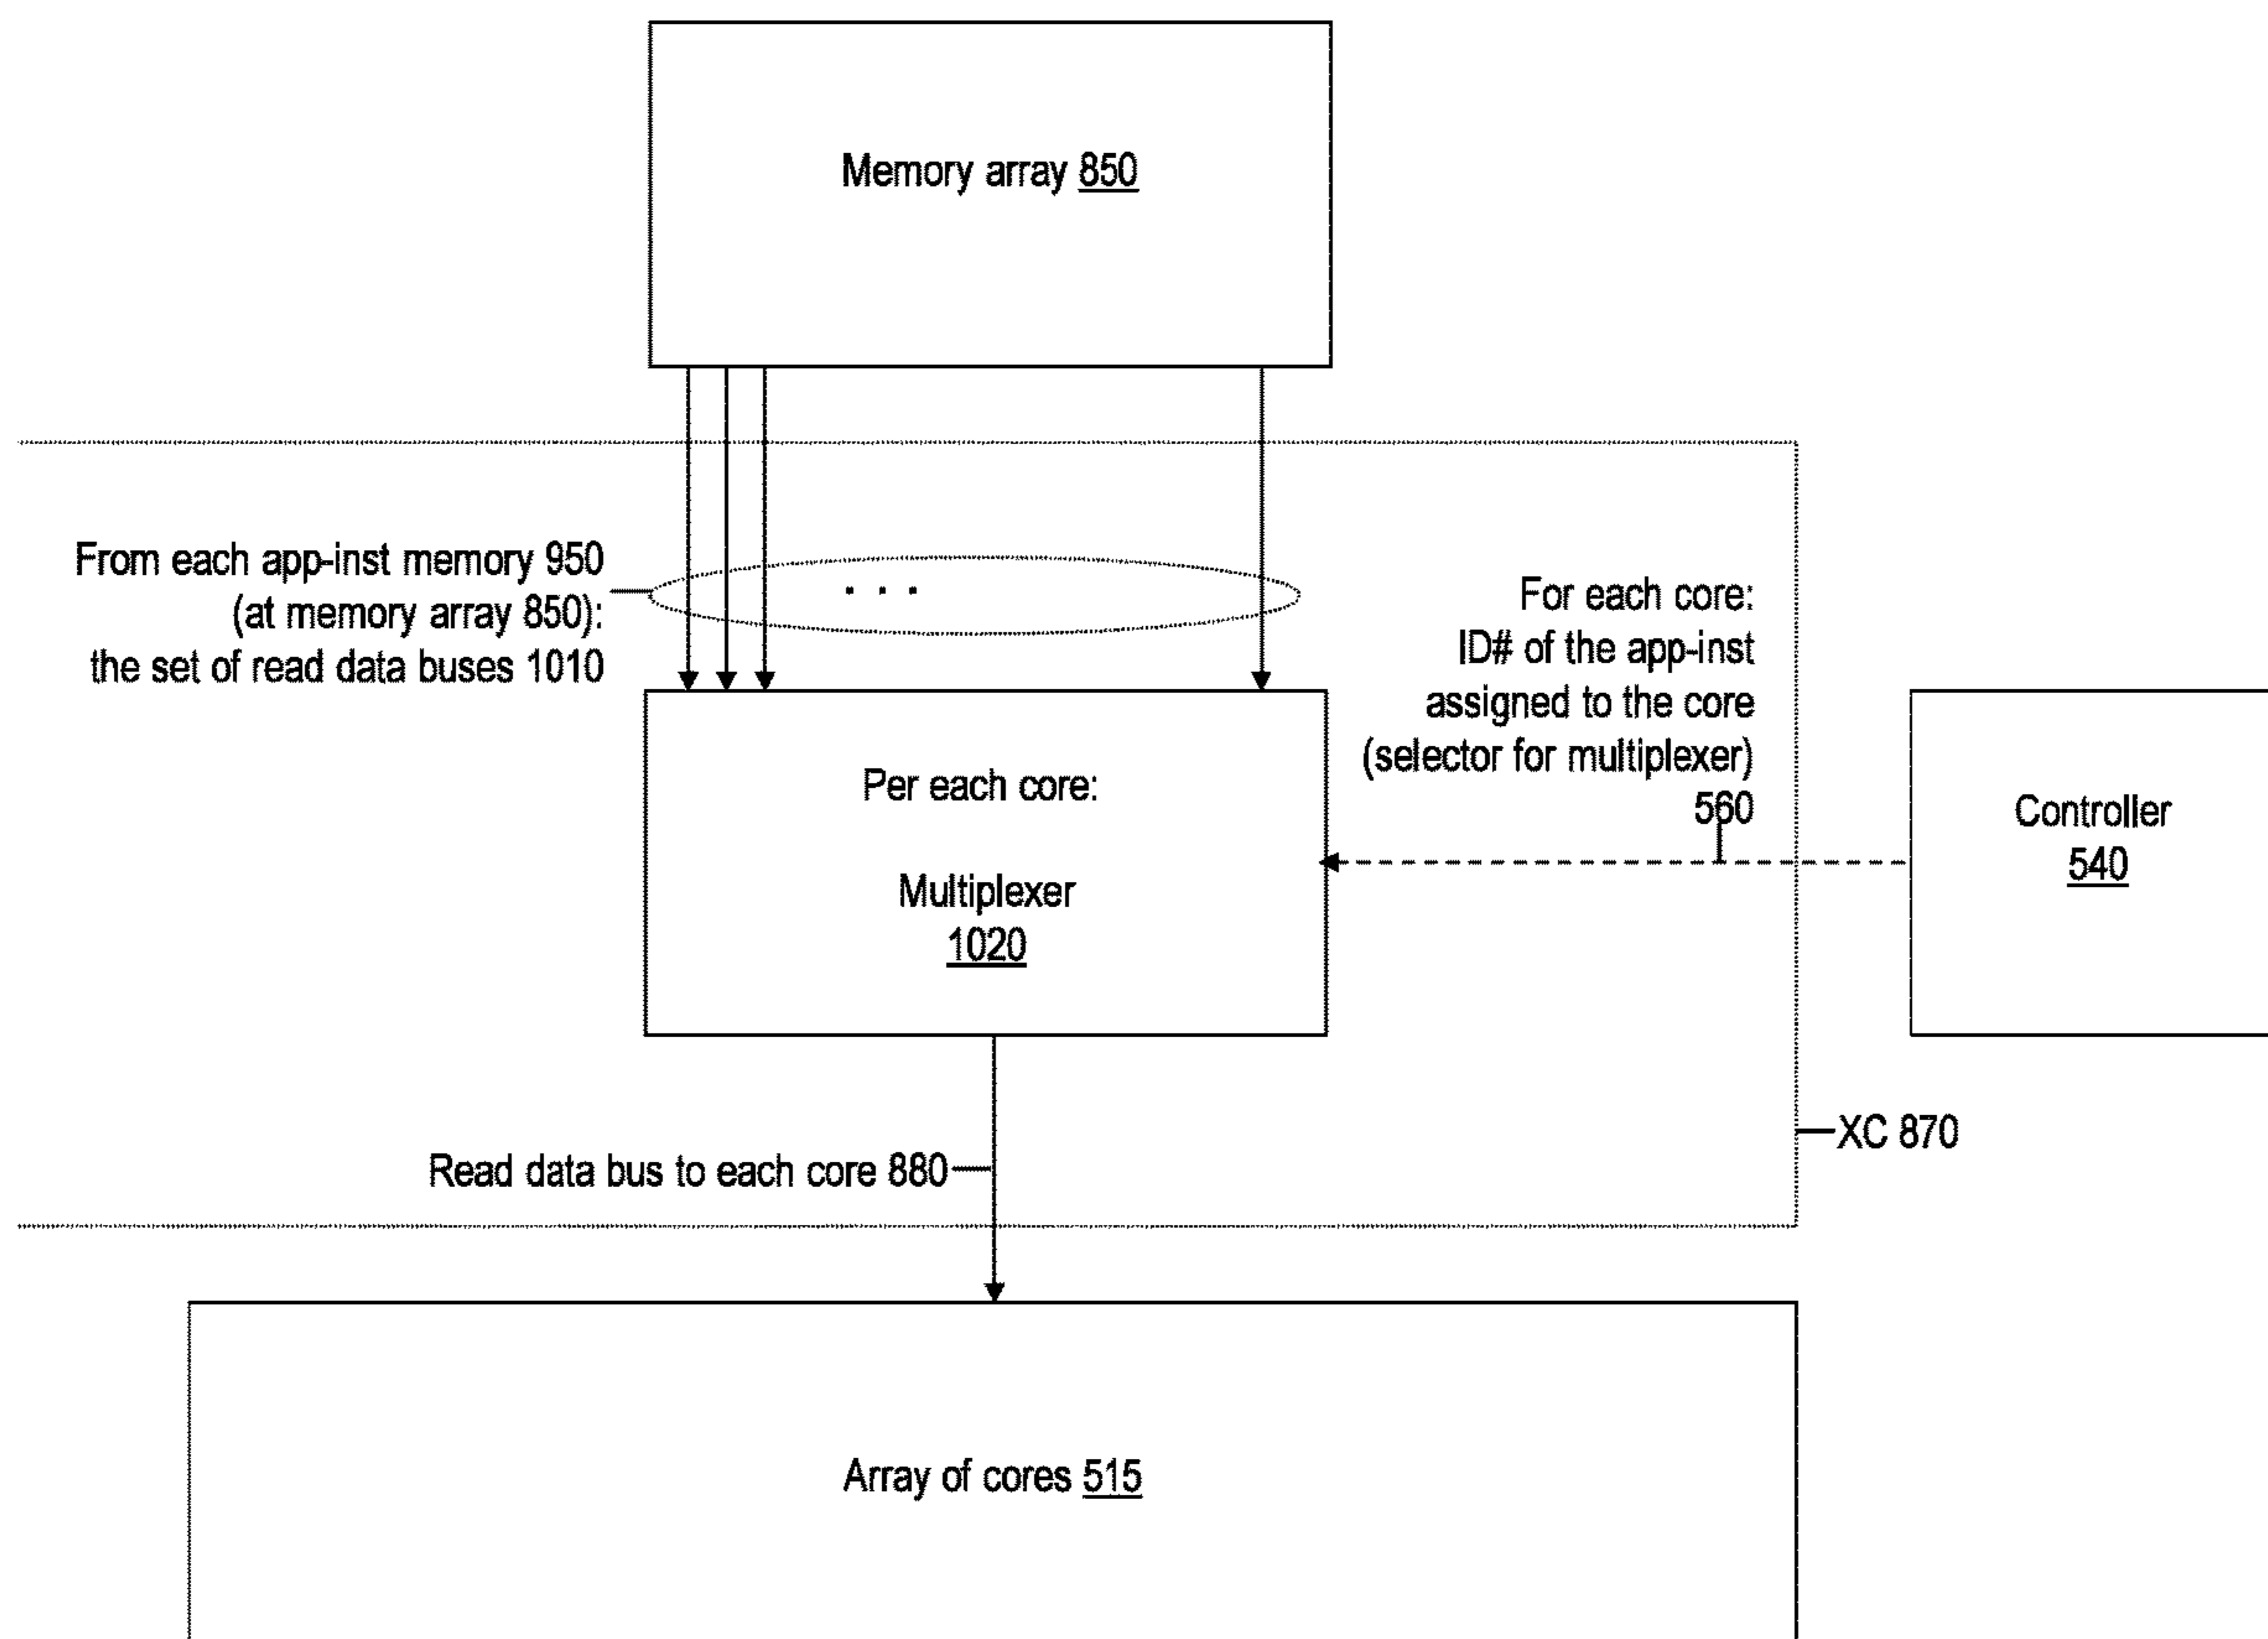 Memory array 850
From each app-inst memory 950
(at memory array 850):
the set of read data buses 1010
. . .
For each core:
ID# of the app-inst
assigned to the core
(selector for multiplexer)
560
Per each core:
Multiplexer
1020
Controller
540
XC 870
Read data bus to each core 880
Array of cores 515